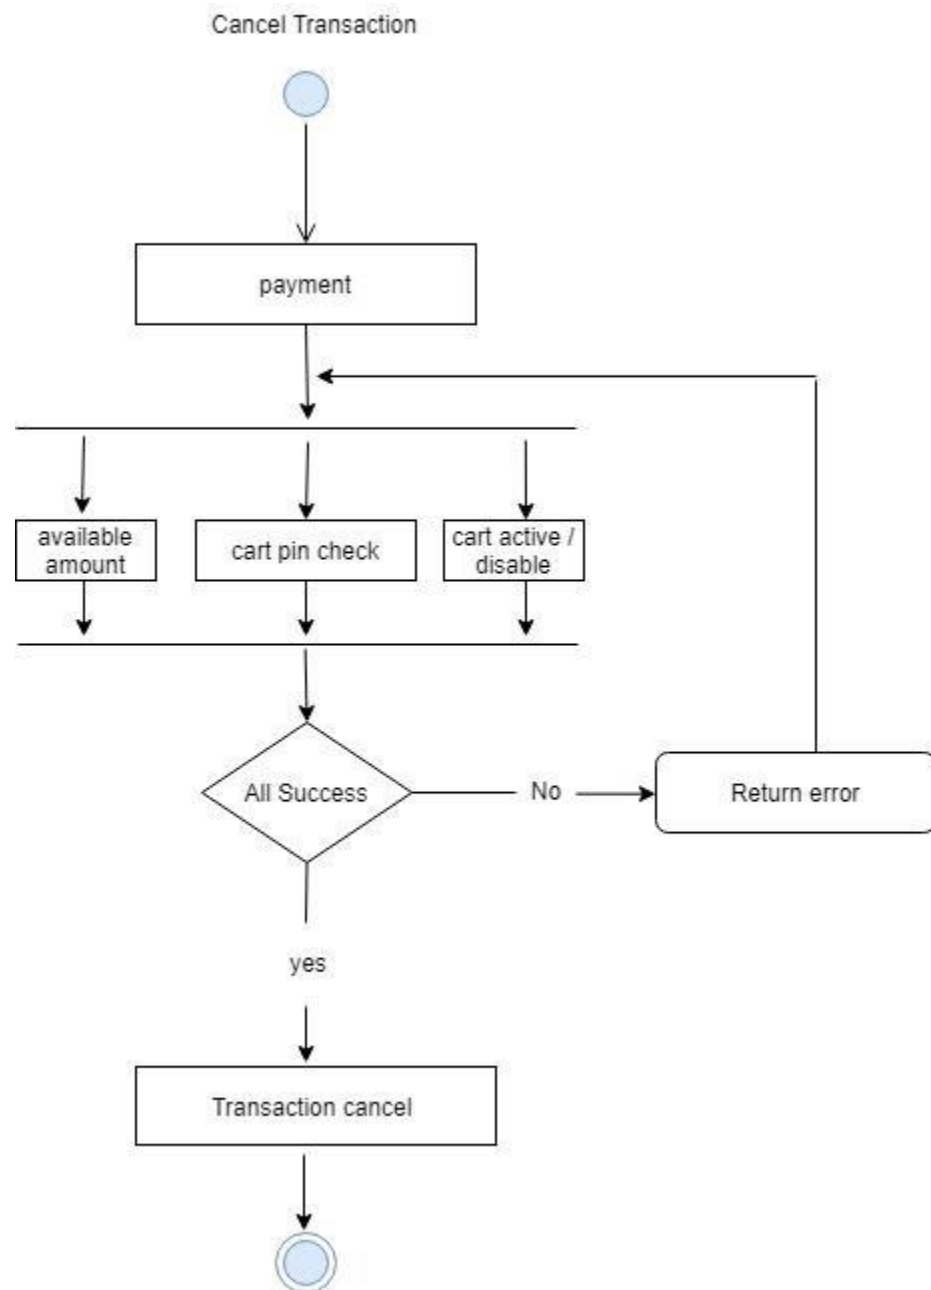 Cancel Transaction
payment
available
amount
cart pin check
cart active /
disable
All Success
No
Return error
yes
Transaction cancel